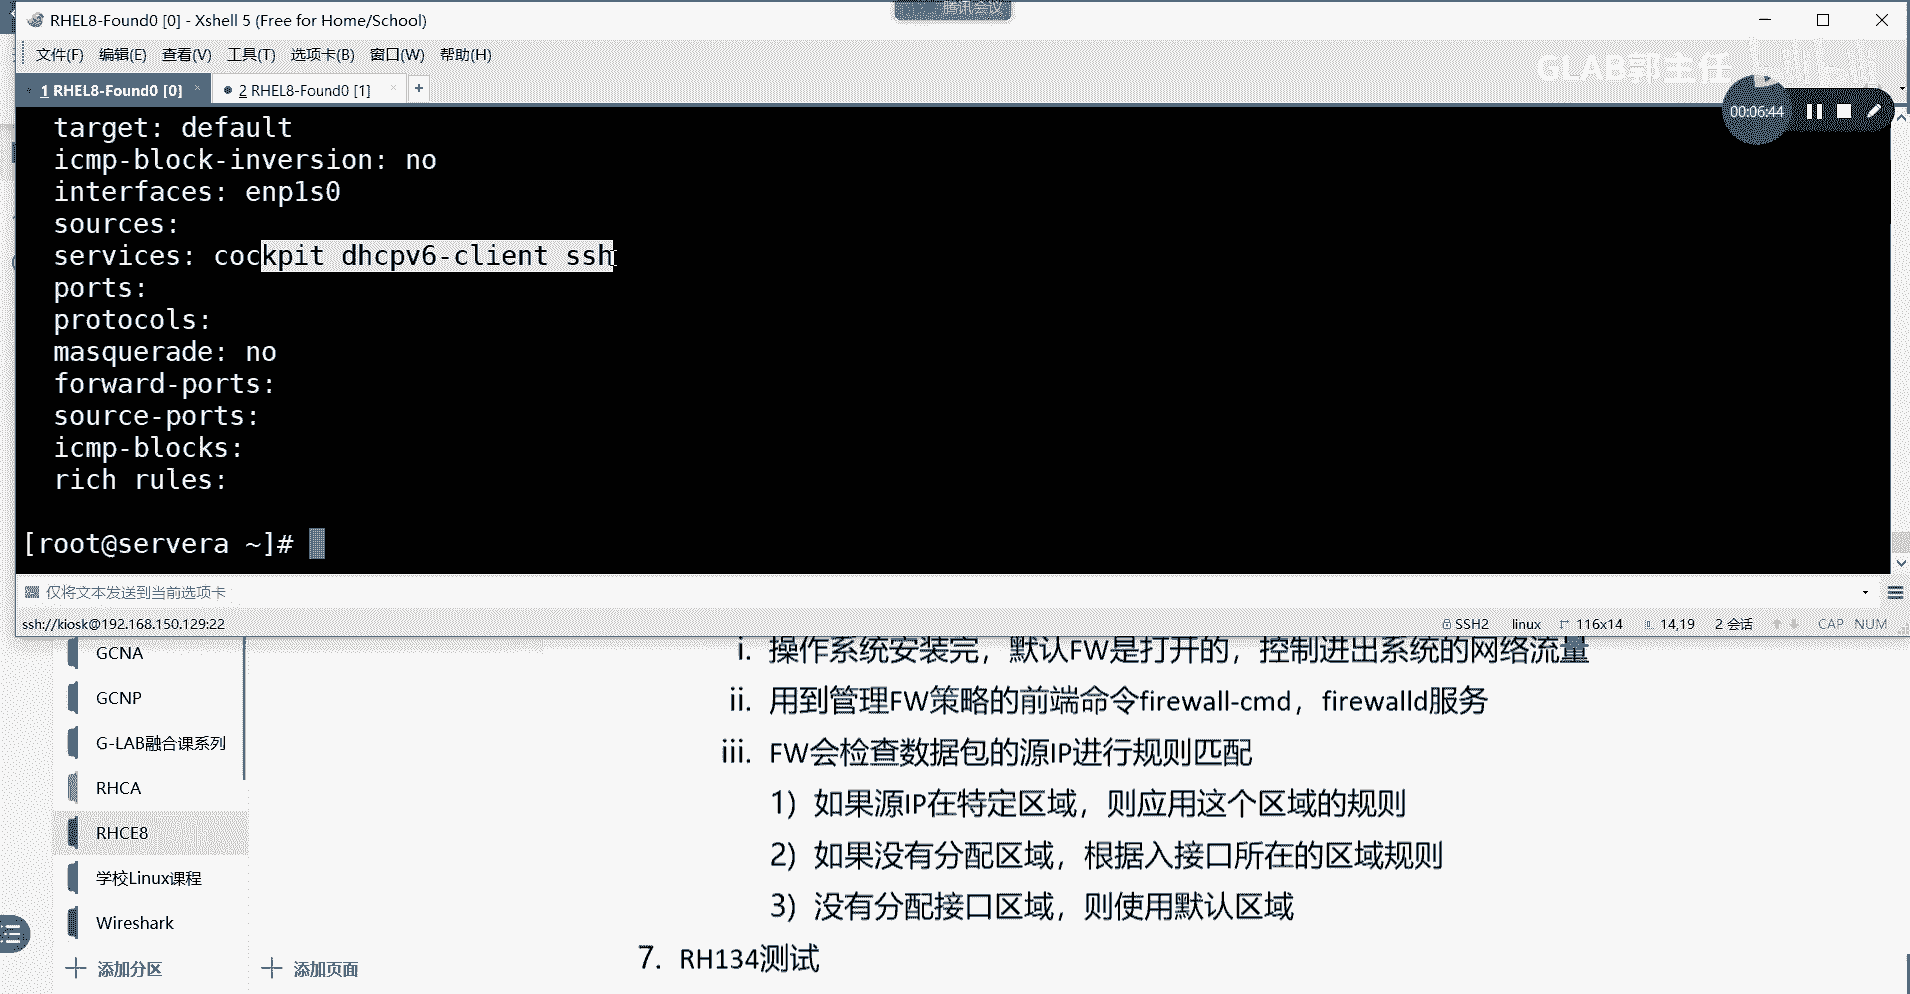 腾讯会议
RHEL8-Found0 [0] - Xshell 5 (Free for Home/School)
文件(F) 编辑(E) 查看(V) 工具(T) 选项卡(B) 窗口(W) 帮助(H)
GLAB郭主任
1 RHEL8-Found0 [0] × 2 RHEL8-Found0 [1] × +
00:06:44
target: default
icmp-block-inversion: no
interfaces: enp1s0
sources:
services: cockpit dhcpv6-client ssh
ports:
protocols:
masquerade: no
forward-ports:
source-ports:
icmp-blocks:
rich rules:
[root@servera ~]#
仅将文本发送到当前选项卡
ssh://kiosk@192.168.150.129:22 SSH2 linux 116x14 14,19 2 会话 CAP NUM
GCNA
GCNP
G-LAB融合课系列
RHCA
RHCE8
学校Linux课程
Wireshark
添加分区 添加页面
i. 操作系统安装完，默认FW是打开的，控制进出系统的网络流量
ii. 用到管理FW策略的前端命令firewall-cmd，firewalld服务
iii. FW会检查数据包的源IP进行规则匹配
1) 如果源IP在特定区域，则应用这个区域的规则
2) 如果没有分配区域，根据入接口所在的区域规则
3) 没有分配接口区域，则使用默认区域
7. RH134测试